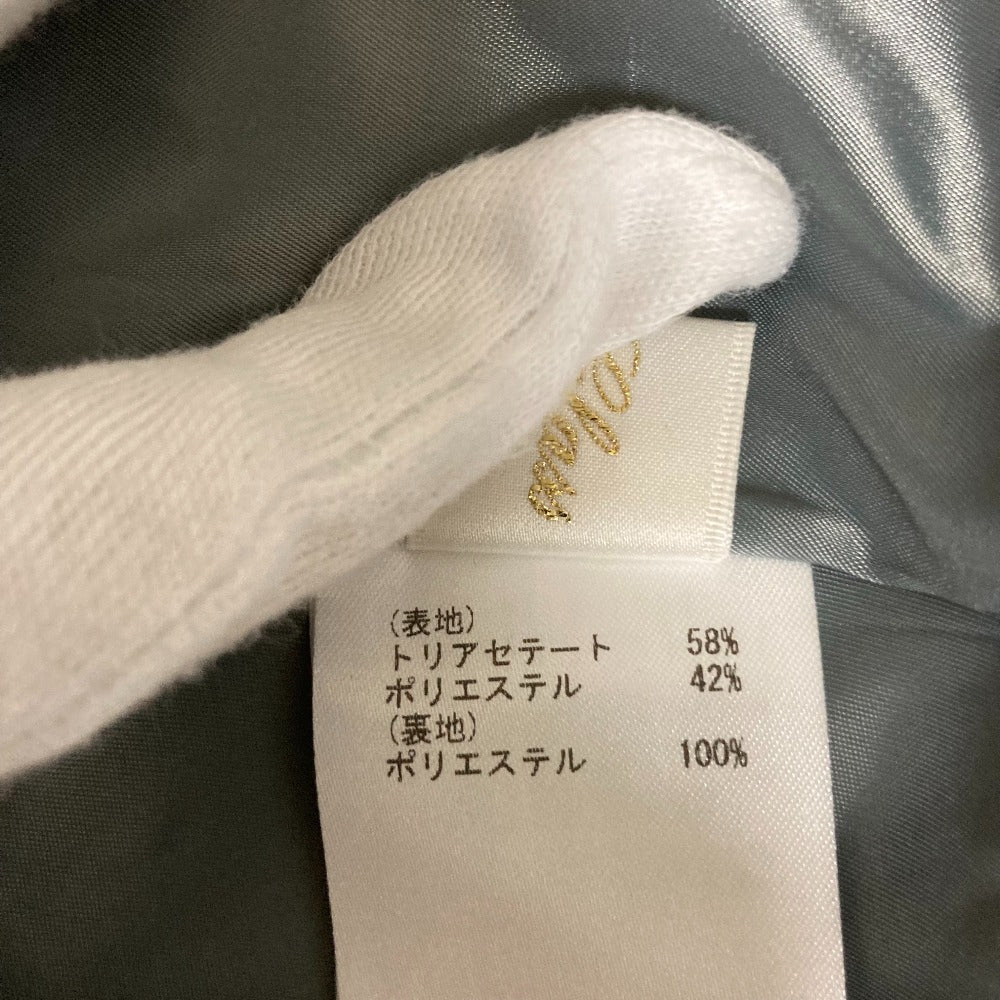 Class
(表地)
トリアセテート 58%
ポリエステル 42%
(裏地)
ポリエステル 100%